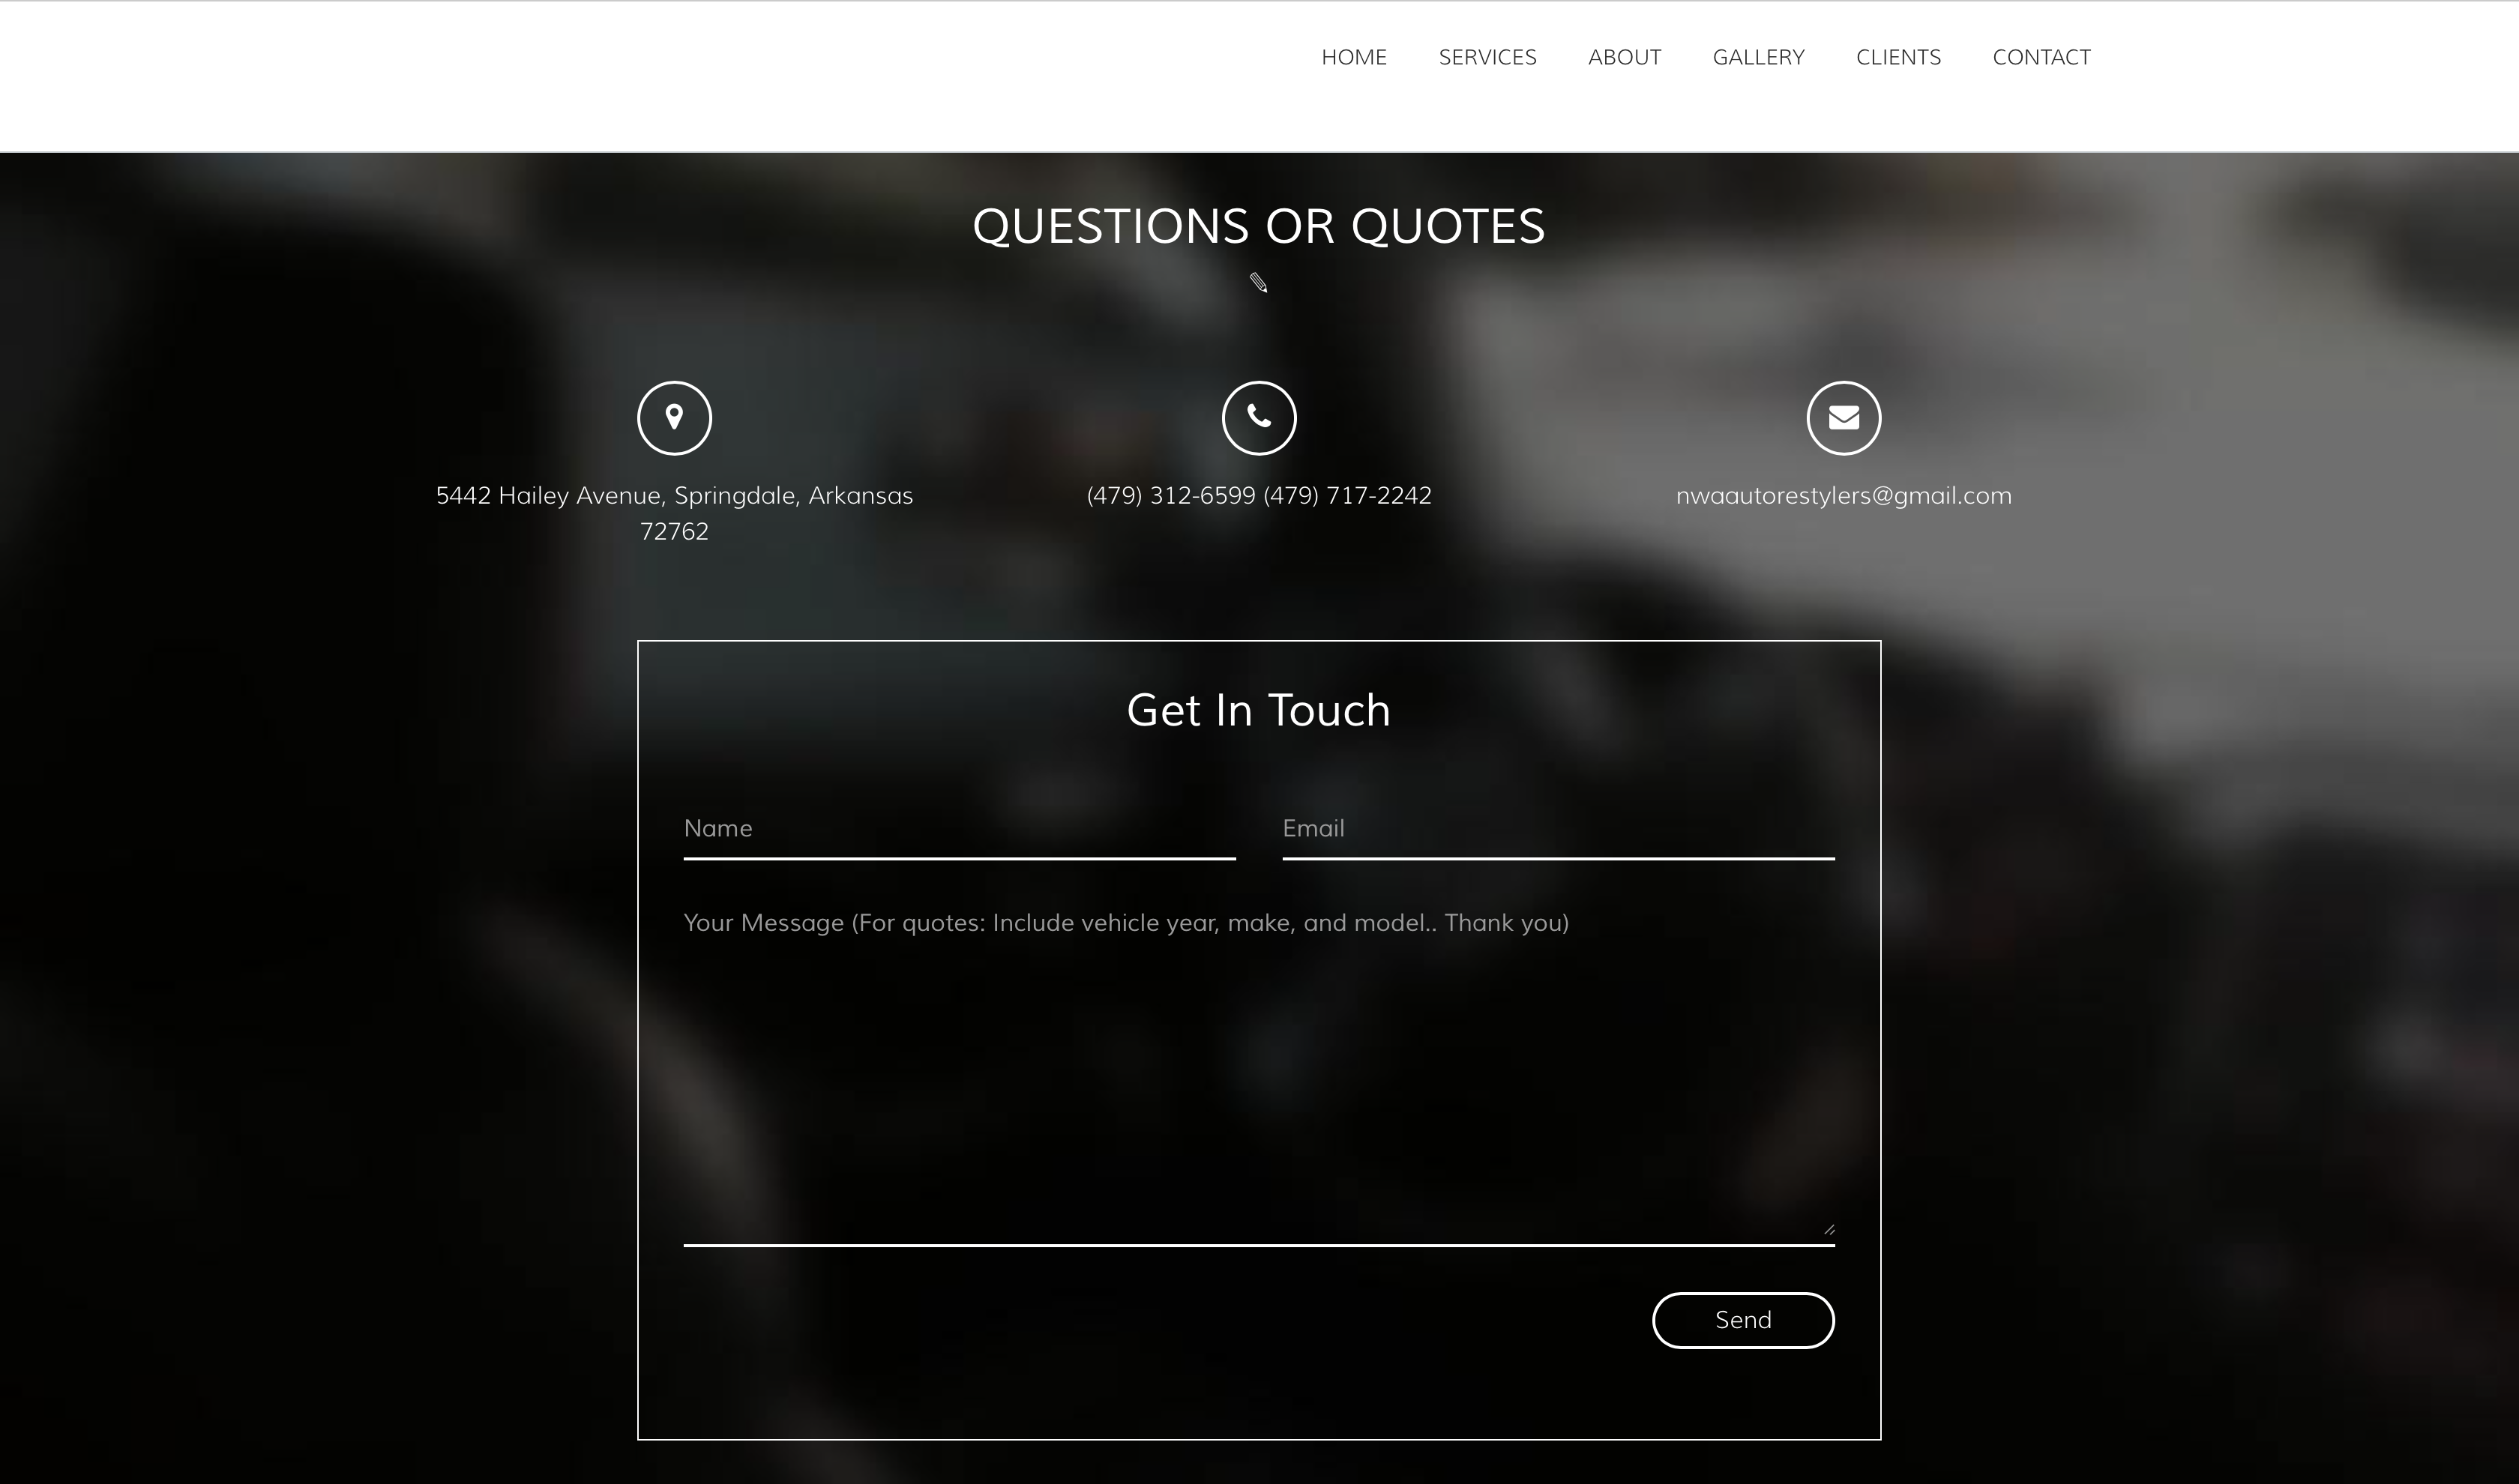 HOME SERVICES ABOUT GALLERY CLIENTS CONTACT
QUESTIONS OR QUOTES
5442 Hailey Avenue, Springdale, Arkansas
72762
(479) 312-6599 (479) 717-2242
nwaautorestylers@gmail.com
Get In Touch
Name
Email
Your Message (For quotes: Include vehicle year, make, and model.. Thank you)
Send